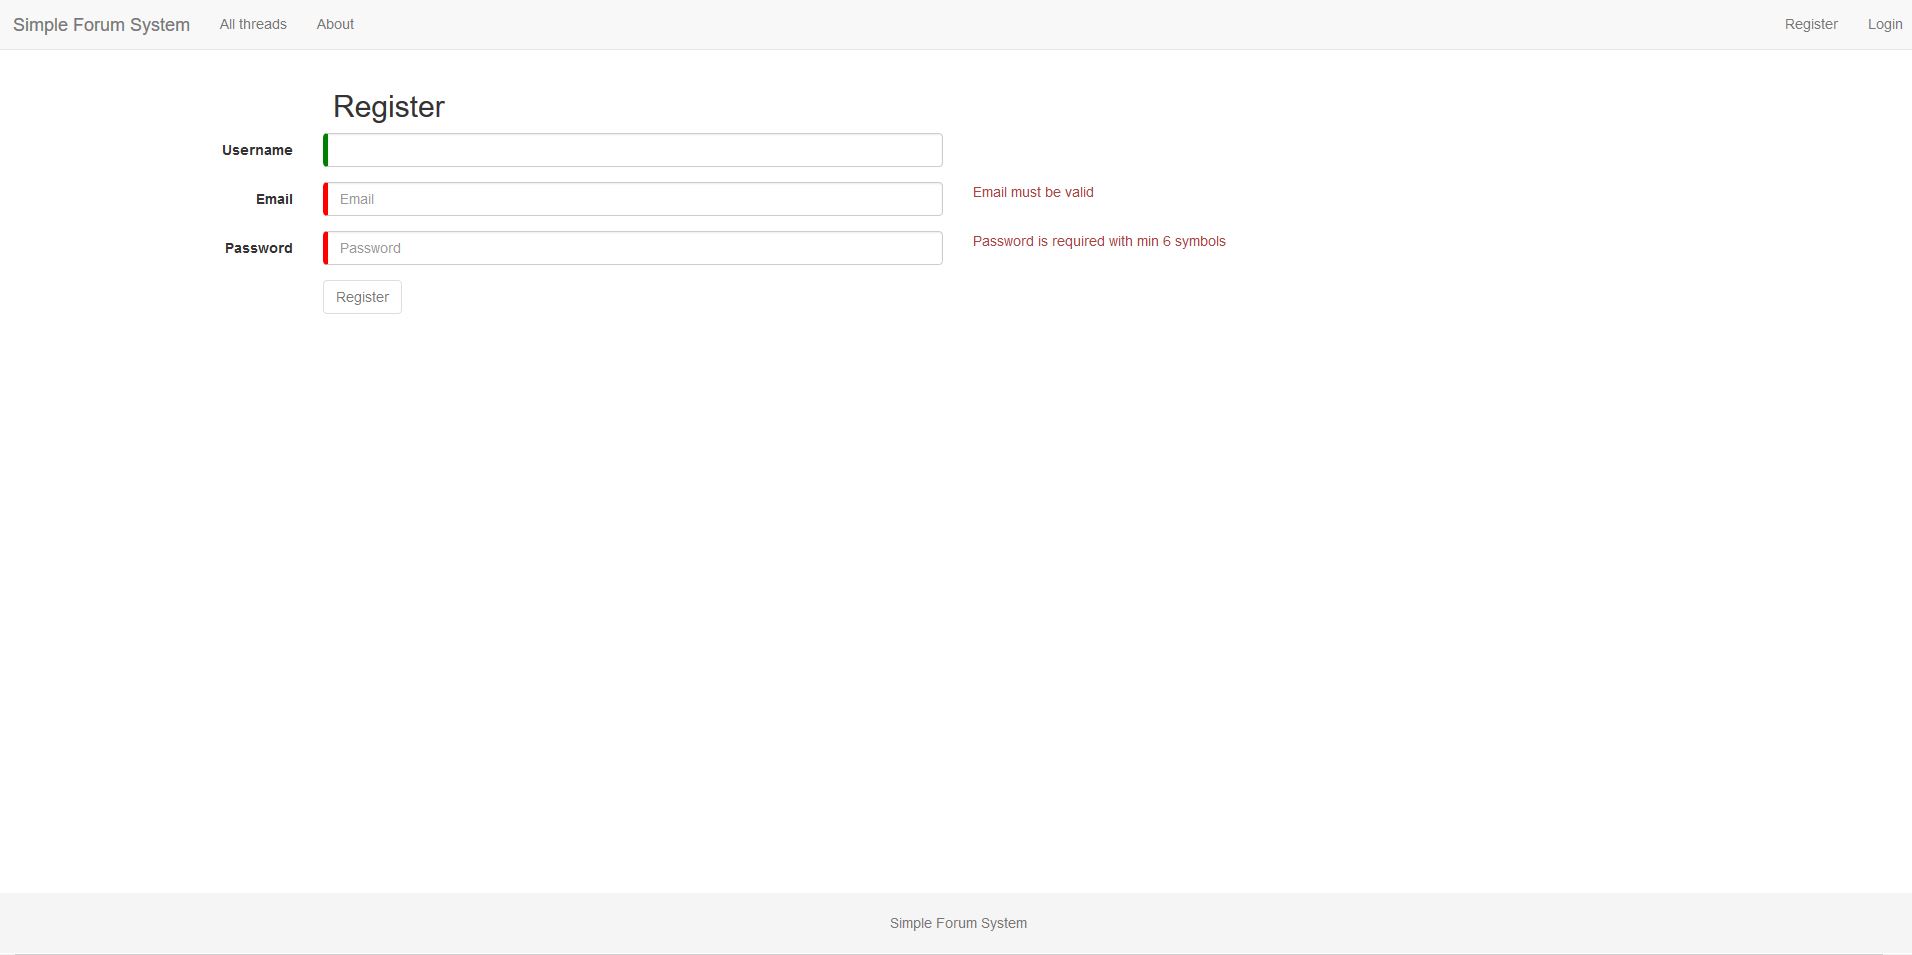 Simple Forum System All threads About Register Login
Register
Username
Email Email Email must be valid
Password Password Password is required with min 6 symbols
Register
Simple Forum System